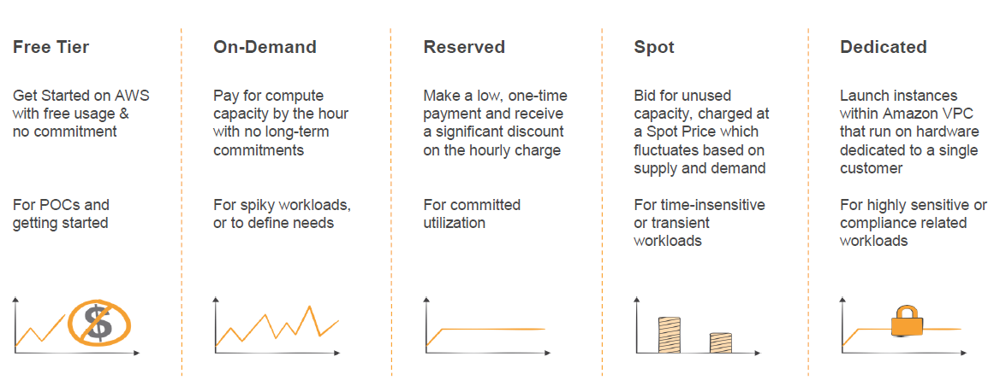 Free Tier
Get Started on AWS
with free usage &
no commitment
For POCs and
getting started
$
On-Demand
Pay for compute
capacity by the hour
with no long-term
commitments
For spiky workloads,
or to define needs
Reserved
Make a low, one-time
payment and receive
a significant discount
on the hourly charge
For committed
utilization
Spot
Bid for unused
capacity, charged at
a Spot Price which
fluctuates based on
supply and demand
For time-insensitive
or transient
workloads
Dedicated
Launch instances
within Amazon VPC
that run on hardware
dedicated to a single
customer
For highly sensitive or
compliance related
workloads